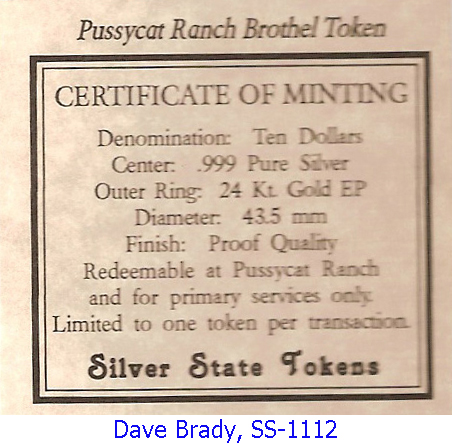 Pussycat Ranch Brothel Token
CERTIFICATE OF MINTING
Denomination: Ten Dollars
Center: .999 Pure Silver
Outer Ring: 24 Kt. Gold EP
Diameter: 43.5 mm
Finish: Proof Quality
Redeemable at Pussycat Ranch
and for primary services only.
Limited to one token per transaction.
Silver State Tokens
Dave Brady, SS-1112